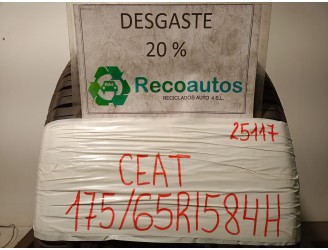 DESGASTE
20 %
Recoautos
RECICLADOS AUTO 4 S.L.
25117
CEAT
175/65R1584H